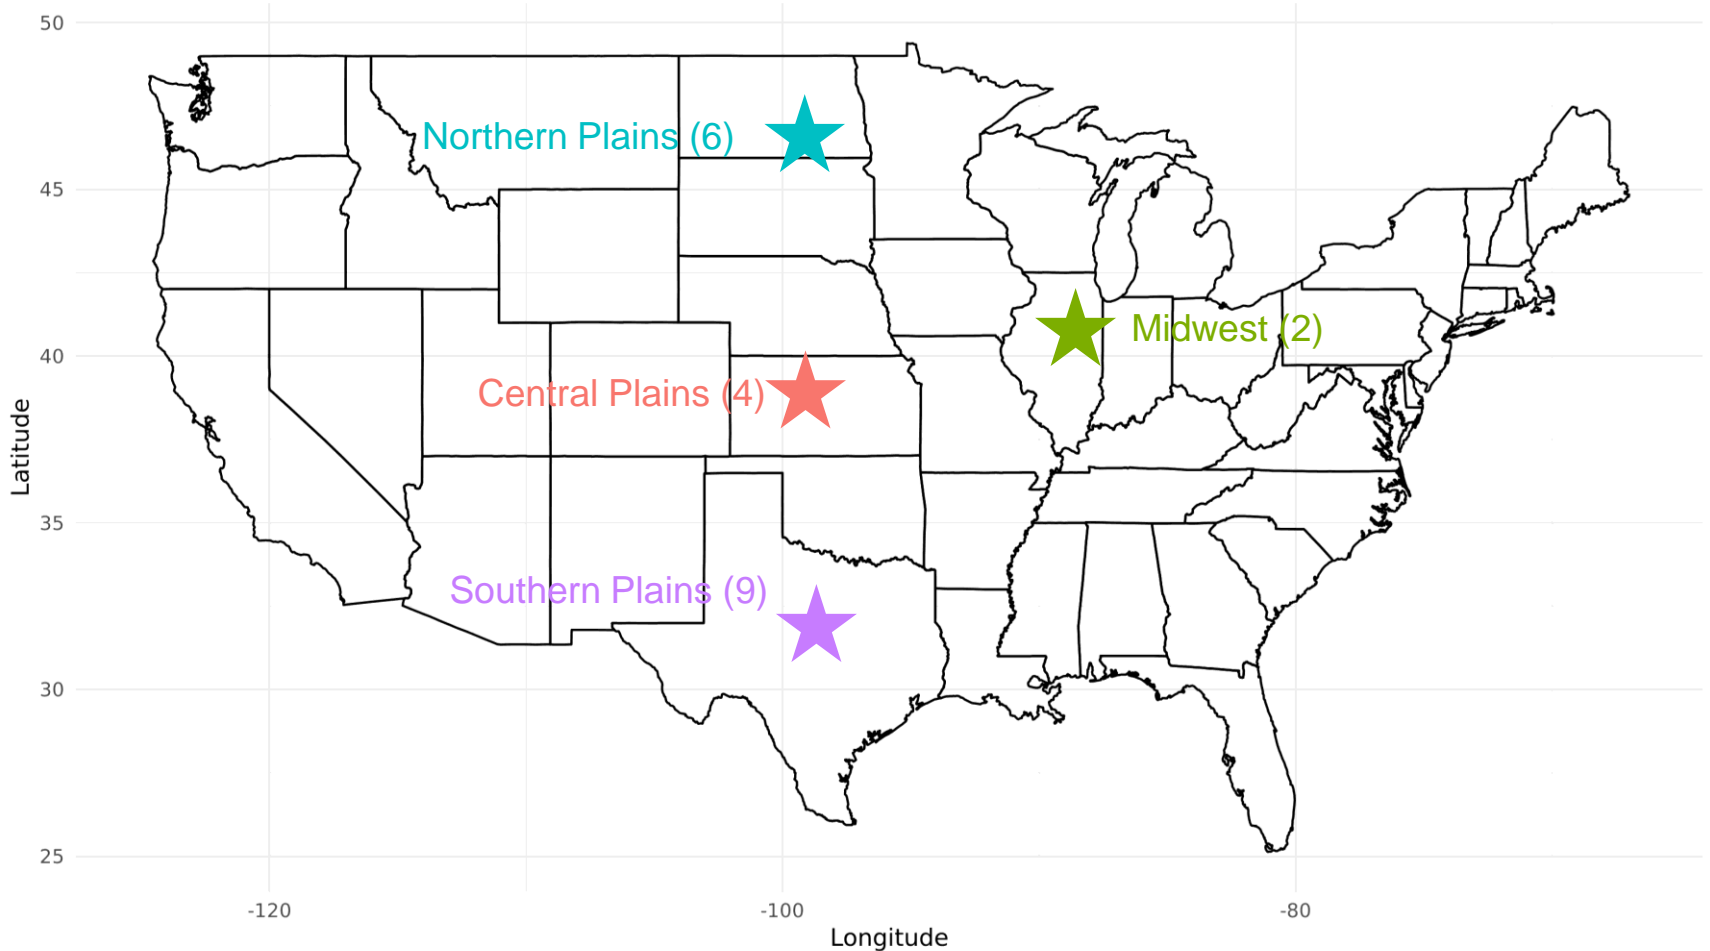 50
Northern Plains (6)
45
Midwest (2)
40
Central Plains (4)
Latitude
35
Southern Plains (9)
30
25
-120
-100
-80
Longitude